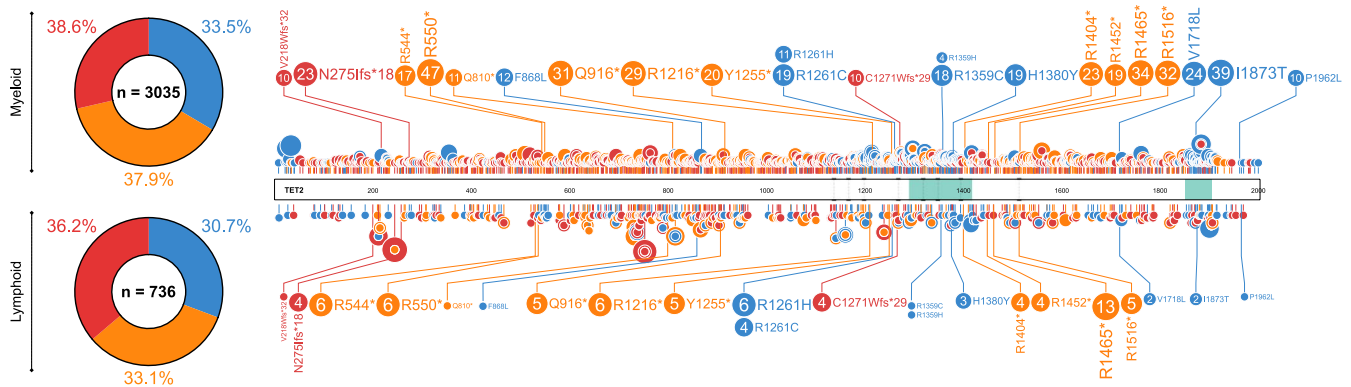 Myeloid
38.6%
33.5%
n = 3035
37.9%
10 V218Wfs*32
23 N275Ifs*18
17 R544*
47 R550*
11 Q810*
12 F868L
31 Q916*
29 R1216*
20 Y1255*
11 R1261H
19 R1261C
10 C1271Wfs*29
4 R1359H
18 R1359C
19 H1380Y
23 R1404*
19 R1452*
34 R1465*
32 R1516*
24 V1718L
39 I1873T
10 P1962L
TET2
200
400
600
800
1000
1200
1400
1600
1800
2000
Lymphoid
36.2%
30.7%
n = 736
33.1%
V218Wfs*32
4 N275Ifs*18
6 R544*
6 R550*
Q810*
F868L
5 Q916*
6 R1216*
5 Y1255*
6 R1261H
4 R1261C
4 C1271Wfs*29
R1359C
R1359H
3 H1380Y
4 R1404*
4 R1452*
13 R1465*
5 R1516*
2 V1718L
2 I1873T
P1962L